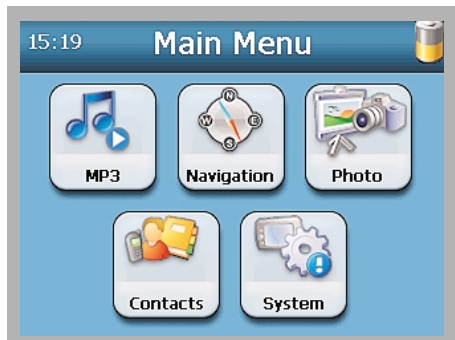 15:19 Main Menu
N
W E
S
MP3 Navigation Photo
Contacts System